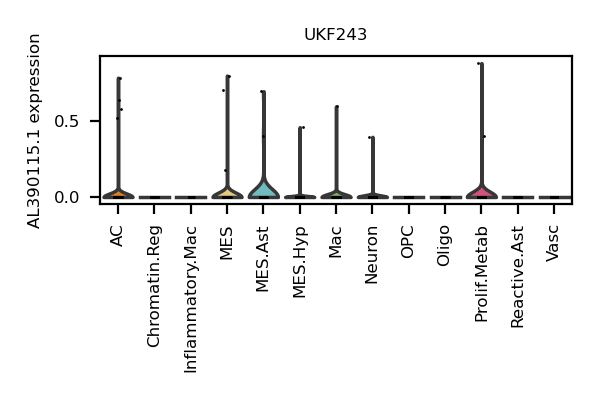 UKF243
AL390115.1 expression
0.5
0.0
AC
Chromatin.Reg
Inflammatory.Mac
MES
MES.Ast
MES.Hyp
Mac
Neuron
OPC
Oligo
Prolif.Metab
Reactive.Ast
Vasc